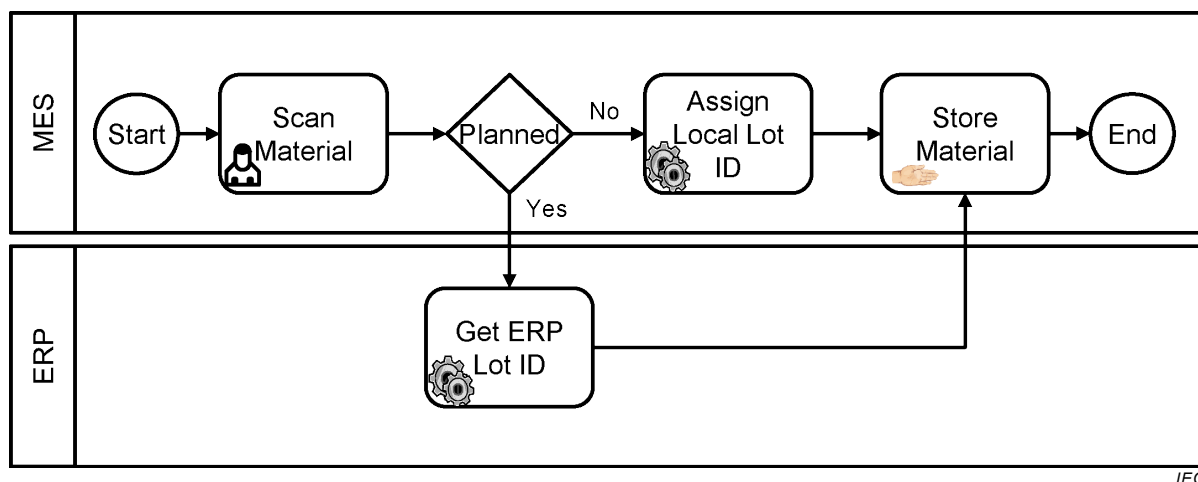 MES
Start
Scan
Material
Planned
No
Yes
Assign
Local Lot
ID
Store
Material
End
ERP
Get ERP
Lot ID